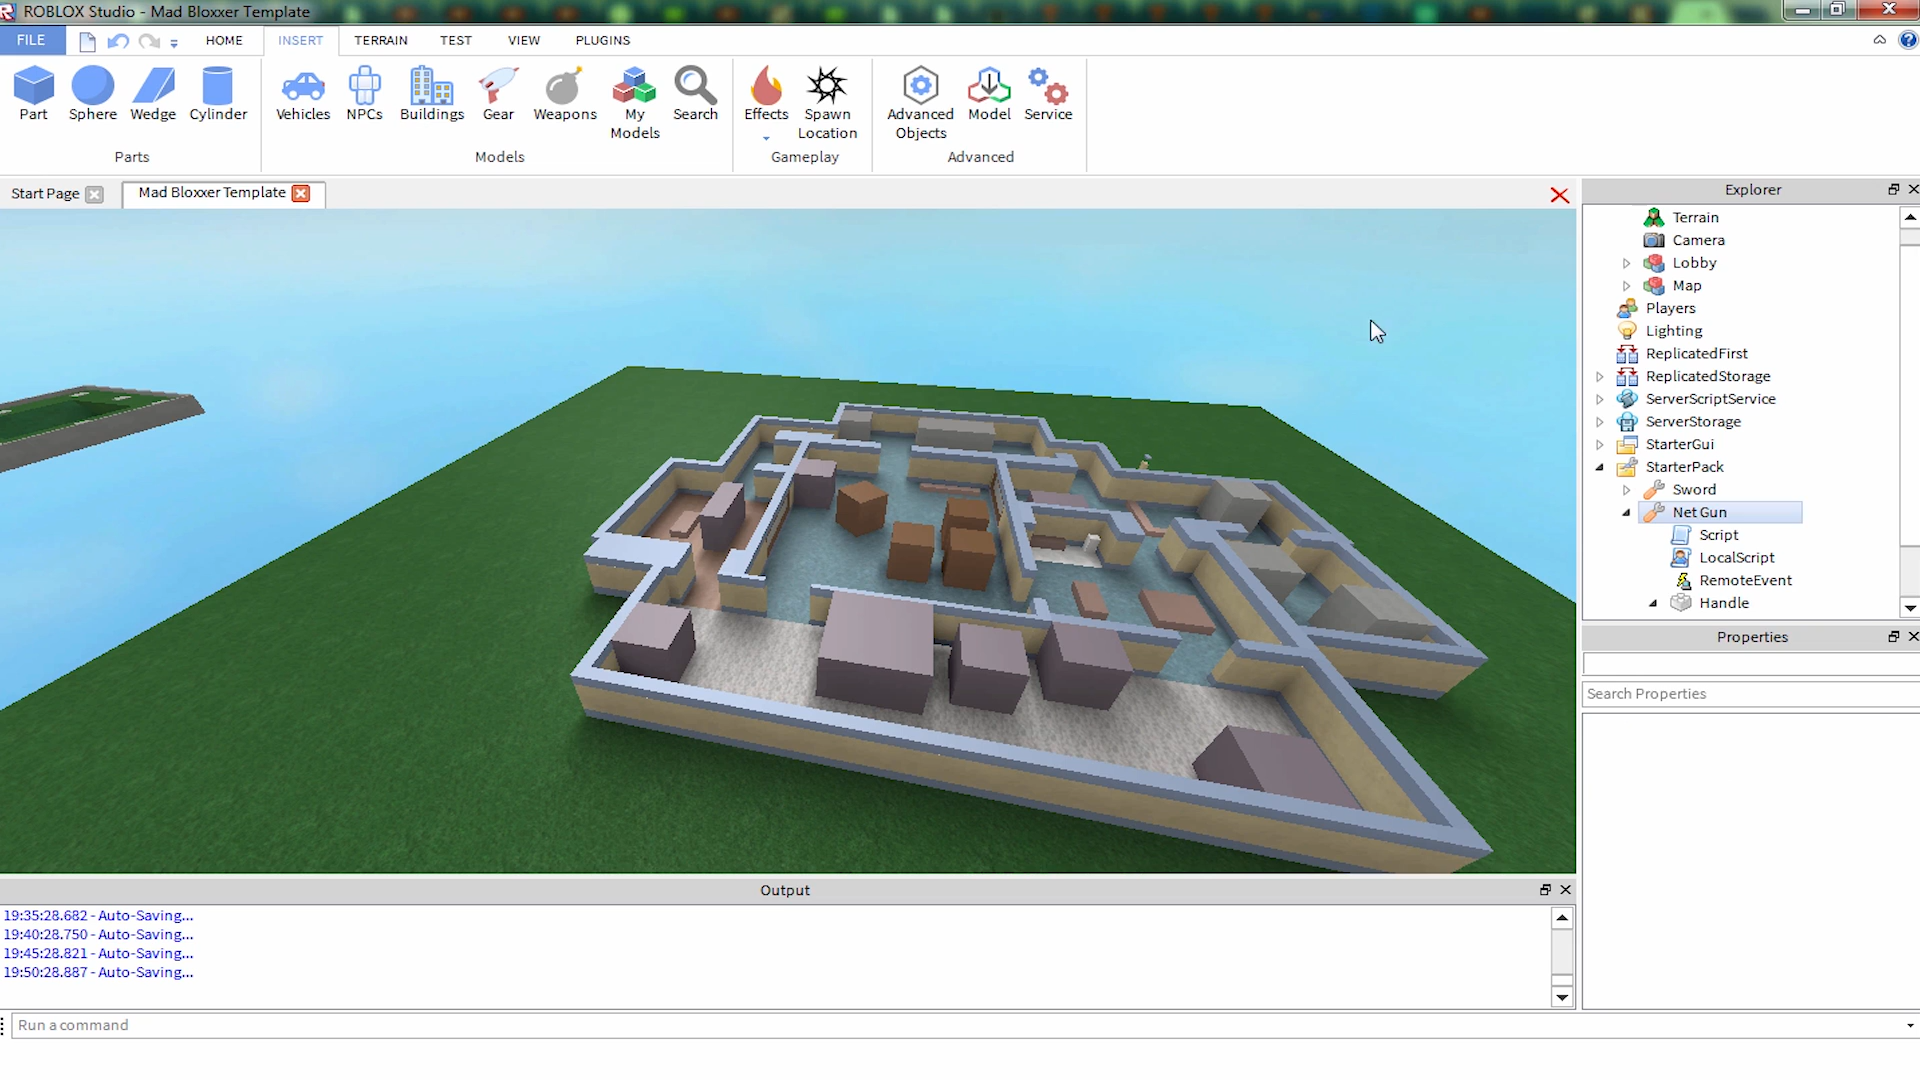 ROBLOX Studio - Mad Bloxxer Template
FILE HOME INSERT TERRAIN TEST VIEW PLUGINS
Part Sphere Wedge Cylinder Vehicles NPCs Buildings Gear Weapons My Models Search Effects Spawn Location Advanced Objects Model Service
Parts Models Gameplay Advanced
Start Page Mad Bloxxer Template
Explorer
Terrain
Camera
Lobby
Map
Players
Lighting
ReplicatedFirst
ReplicatedStorage
ServerScriptService
ServerStorage
StarterGui
StarterPack
Sword
Net Gun
Script
LocalScript
RemoteEvent
Handle
Properties
Search Properties
Output
19:35:28.682 - Auto-Saving...
19:40:28.750 - Auto-Saving...
19:45:28.821 - Auto-Saving...
19:50:28.887 - Auto-Saving...
Run a command